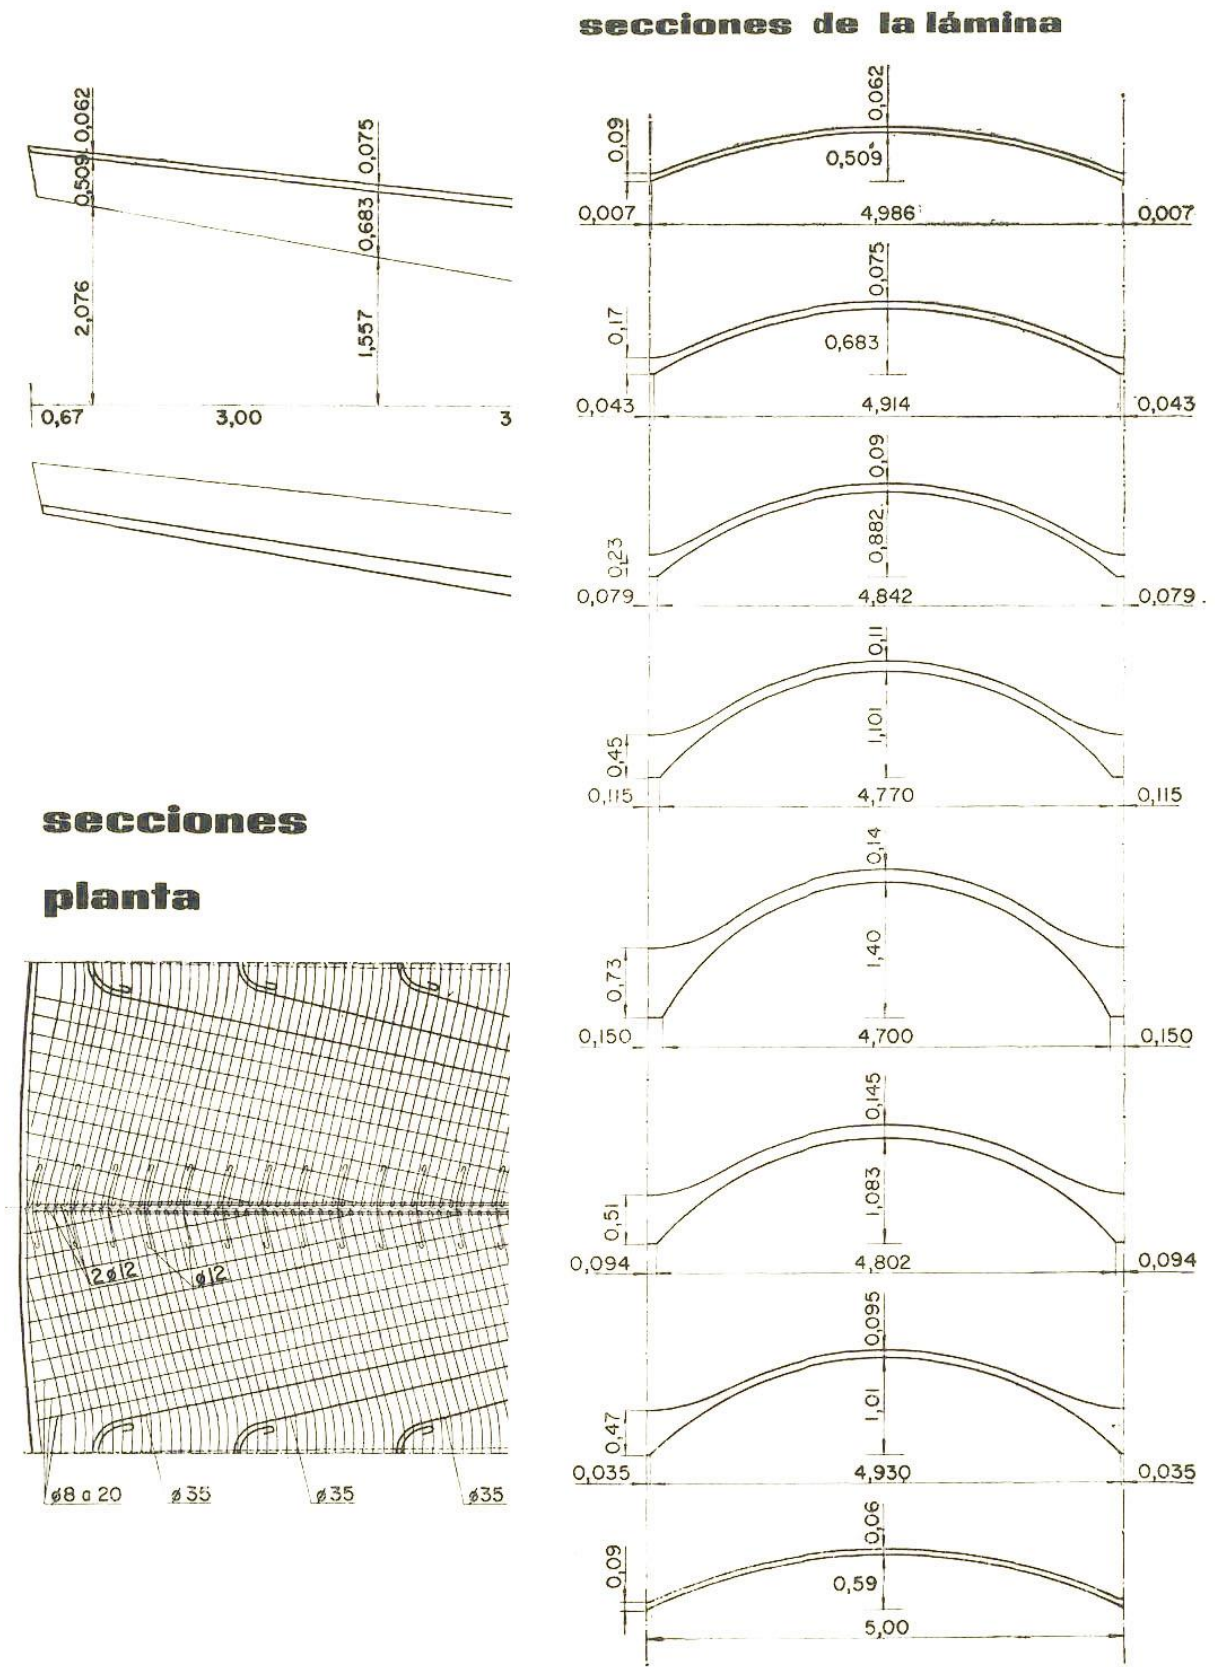 secciones de la lámina
0,062
0,509
2,076
0,075
0,683
1,557
0,67 3,00 3
secciones
planta
2ø12 ø12
ø8 a 20 ø35 ø35 ø35
0,062
0,09
0,509
0,007 4,986 0,007
0,075
0,17
0,683
0,043 4,914 0,043
0,09
0,882
0,23
0,079 4,842 0,079
0,11
1,101
0,45
0,115 4,770 0,115
0,14
1,40
0,73
0,150 4,700 0,150
0,145
1,083
0,51
0,094 4,802 0,094
0,095
1,01
0,47
0,035 4,930 0,035
0,06
0,09
0,59
5,00